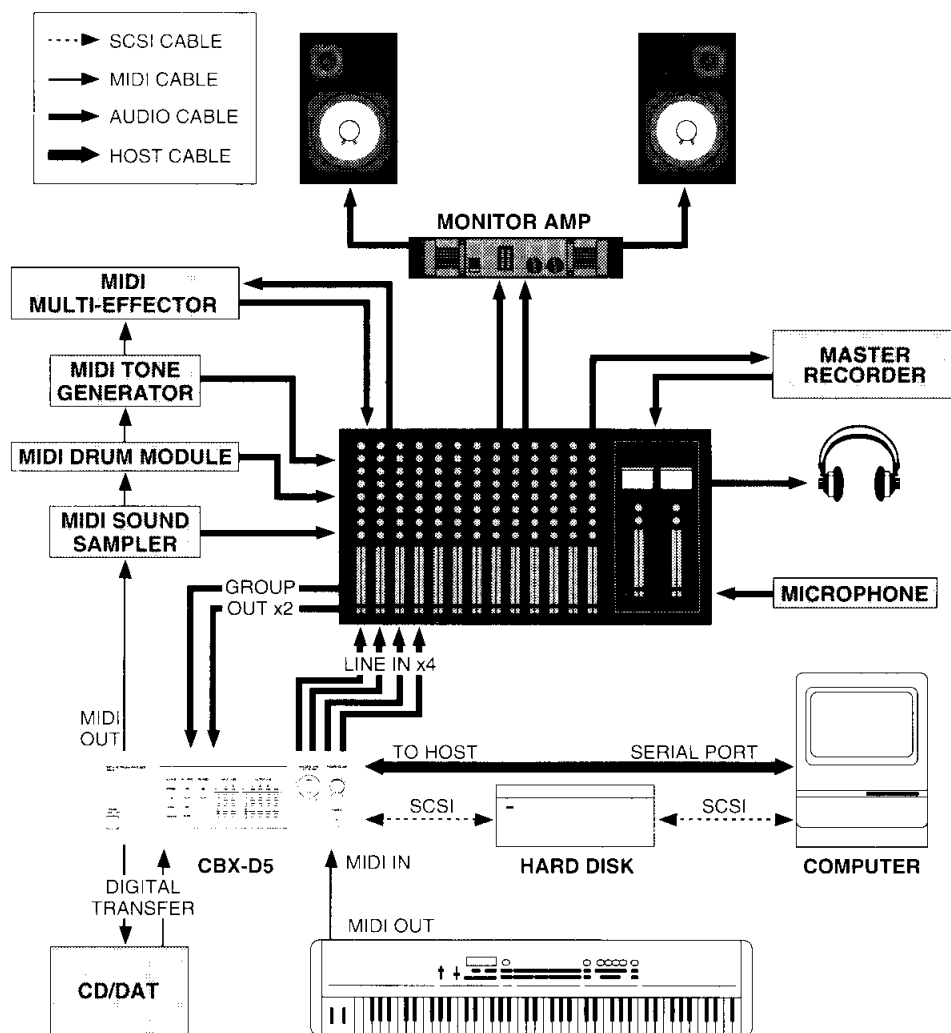 SCSI CABLE
MIDI CABLE
AUDIO CABLE
HOST CABLE
MONITOR AMP
MIDI
MULTI-EFFECTOR
MIDI TONE
GENERATOR
MASTER
RECORDER
MIDI DRUM MODULE
MIDI SOUND
SAMPLER
GROUP
OUT x2
MICROPHONE
LINE IN x4
MIDI
OUT
TO HOST
SERIAL PORT
SCSI
SCSI
CBX-D5
MIDI IN
HARD DISK
COMPUTER
DIGITAL
TRANSFER
MIDI OUT
CD/DAT